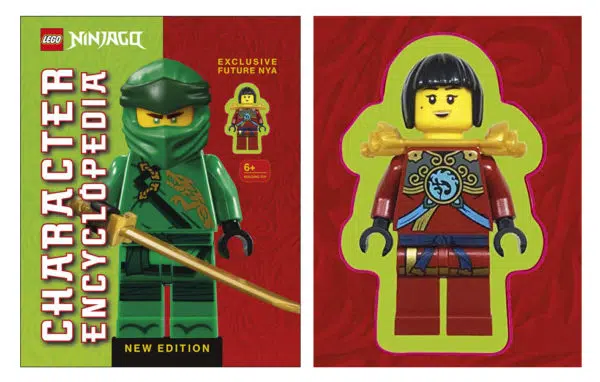 LEGO NINJAGO
CHARACTER
ENCYCLOPEDIA
EXCLUSIVE
FUTURE NYA
6+
NEW EDITION